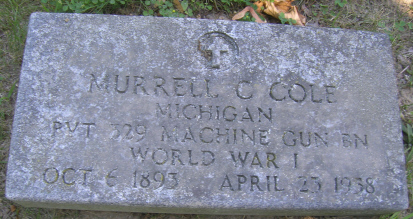 MURRELL C COLE
MICHIGAN
PVT 329 MACHINE GUN BN
WORLD WAR I
OCT 6 1893 APRIL 23 1938